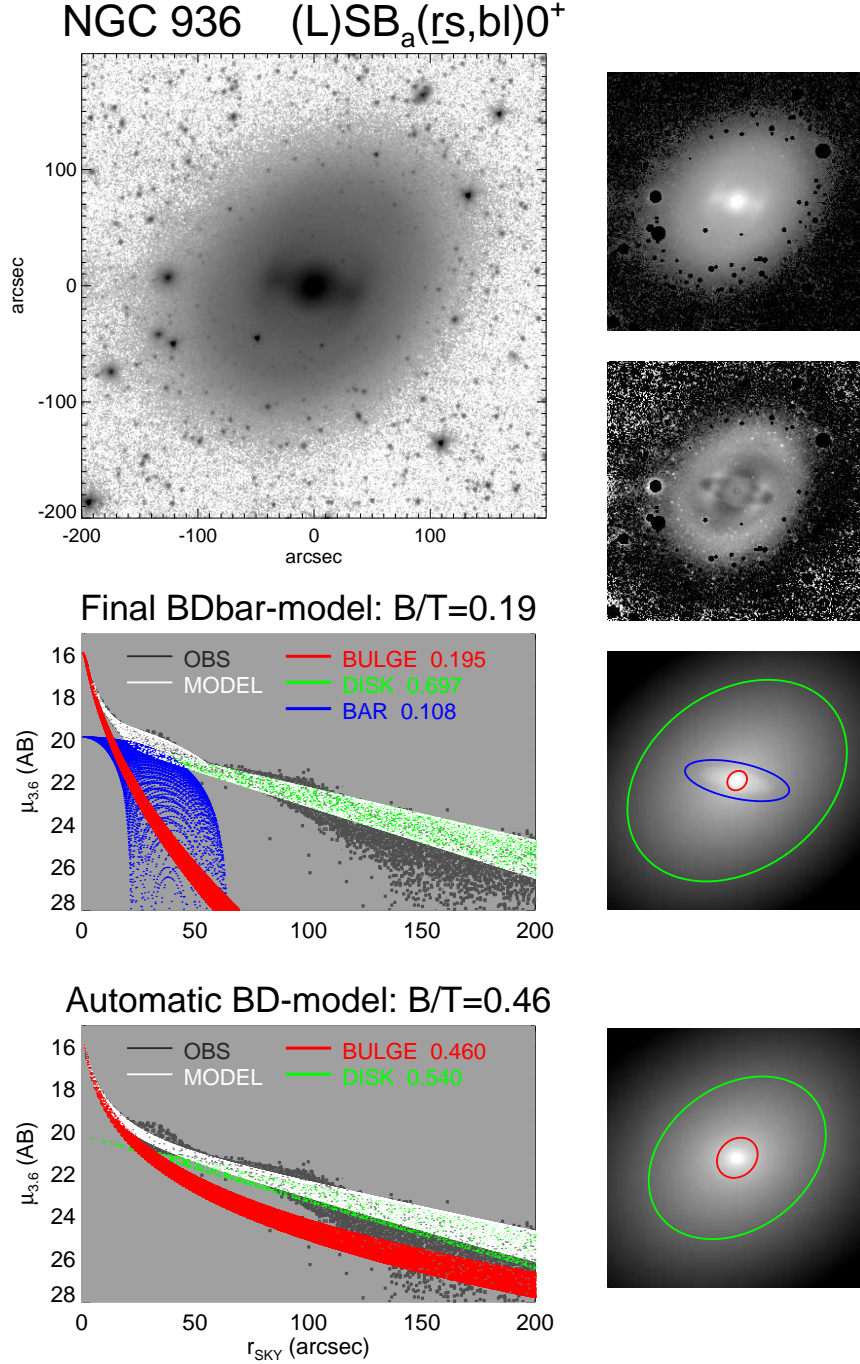 NGC 936 (L)SBₐ(r̲s,bl)0⁺
100
0
-100
-200
arcsec
-200 -100 0 100
arcsec
Final BDbar-model: B/T=0.19
16
18
20
22
24
26
28
μ₃.₆ (AB)
OBS BULGE 0.195
MODEL DISK 0.697
BAR 0.108
0 50 100 150 200
Automatic BD-model: B/T=0.46
16
18
20
22
24
26
28
μ₃.₆ (AB)
OBS BULGE 0.460
MODEL DISK 0.540
0 50 100 150 200
r_SKY (arcsec)